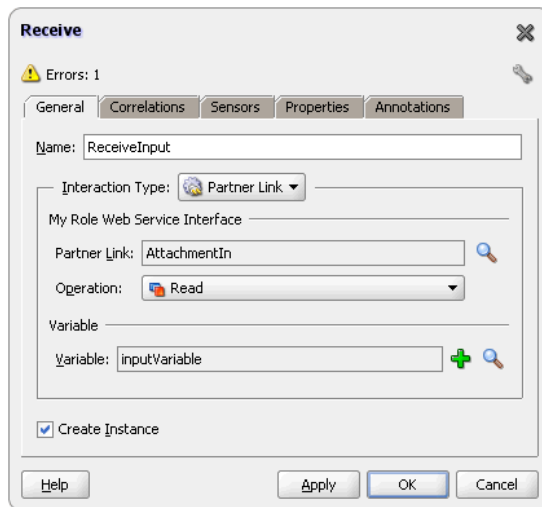 Receive
Errors: 1
General Correlations Sensors Properties Annotations
Name: ReceiveInput
Interaction Type: Partner Link
My Role Web Service Interface
Partner Link: AttachmentIn
Operation: Read
Variable
Variable: inputVariable
Create Instance
Help Apply OK Cancel